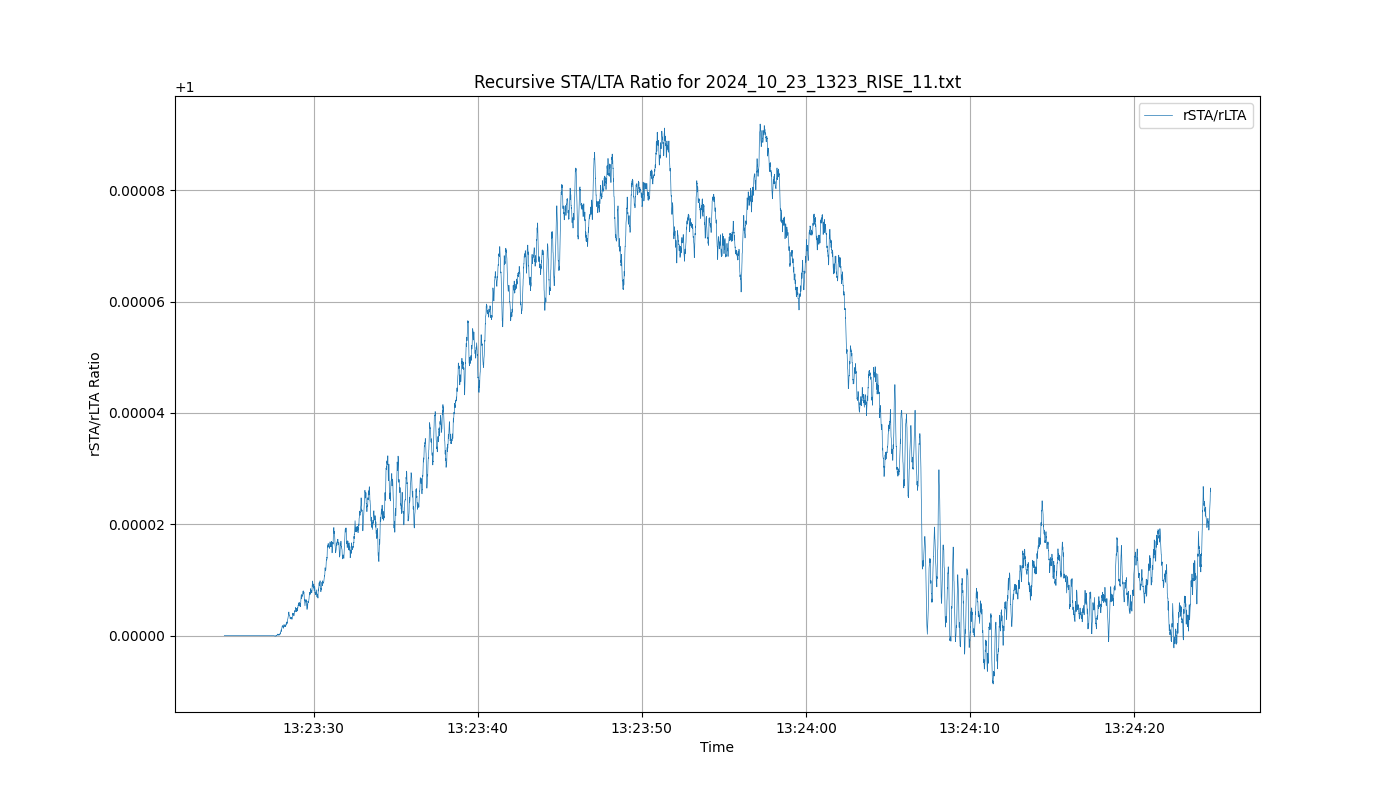 Recursive STA/LTA Ratio for 2024_10_23_1323_RISE_11.txt
+1
rSTA/rLTA
0.00008
0.00006
0.00004
0.00002
0.00000
rSTA/rLTA Ratio
13:23:30 13:23:40 13:23:50 13:24:00 13:24:10 13:24:20
Time